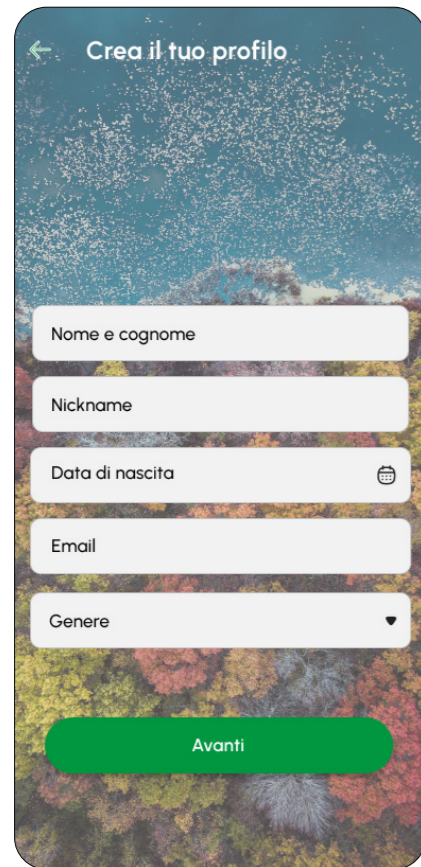 Crea il tuo profilo
Nome e cognome
Nickname
Data di nascita
Email
Genere
Avanti